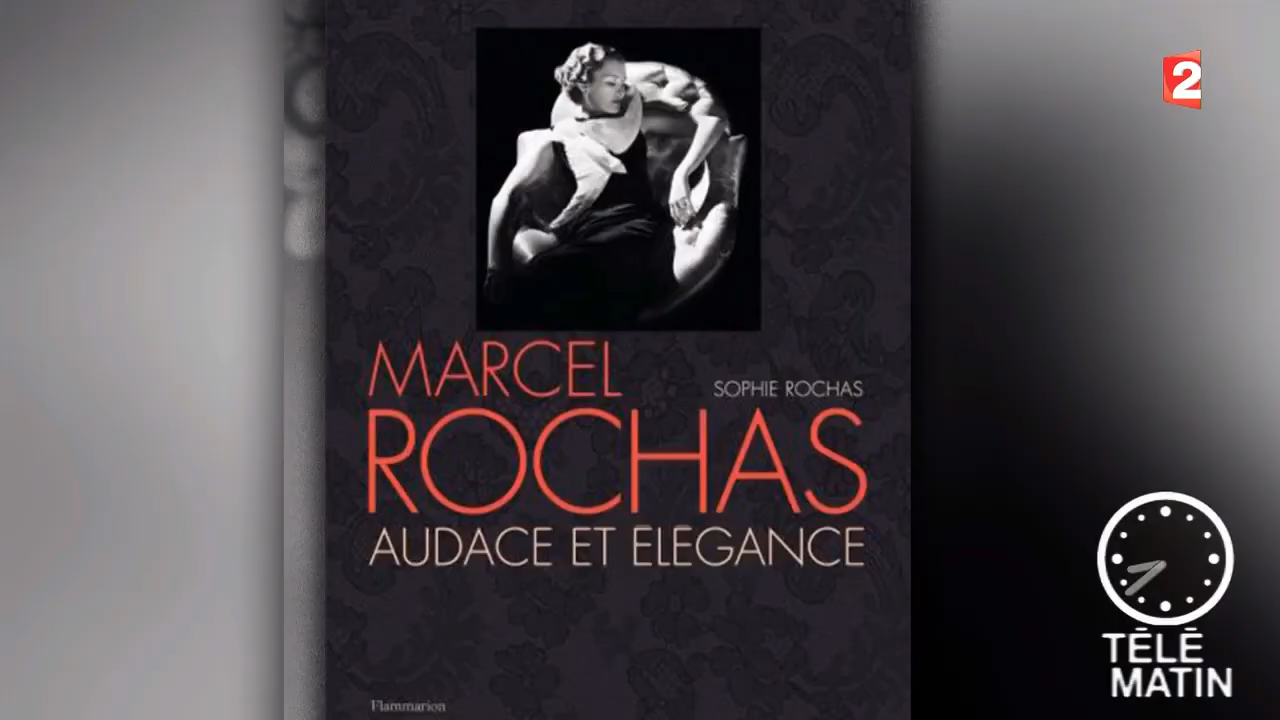 2
MARCEL
SOPHIE ROCHAS
ROCHAS
AUDACE ET ÉLÉGANCE
Flammarion
TÉLÉ
MATIN